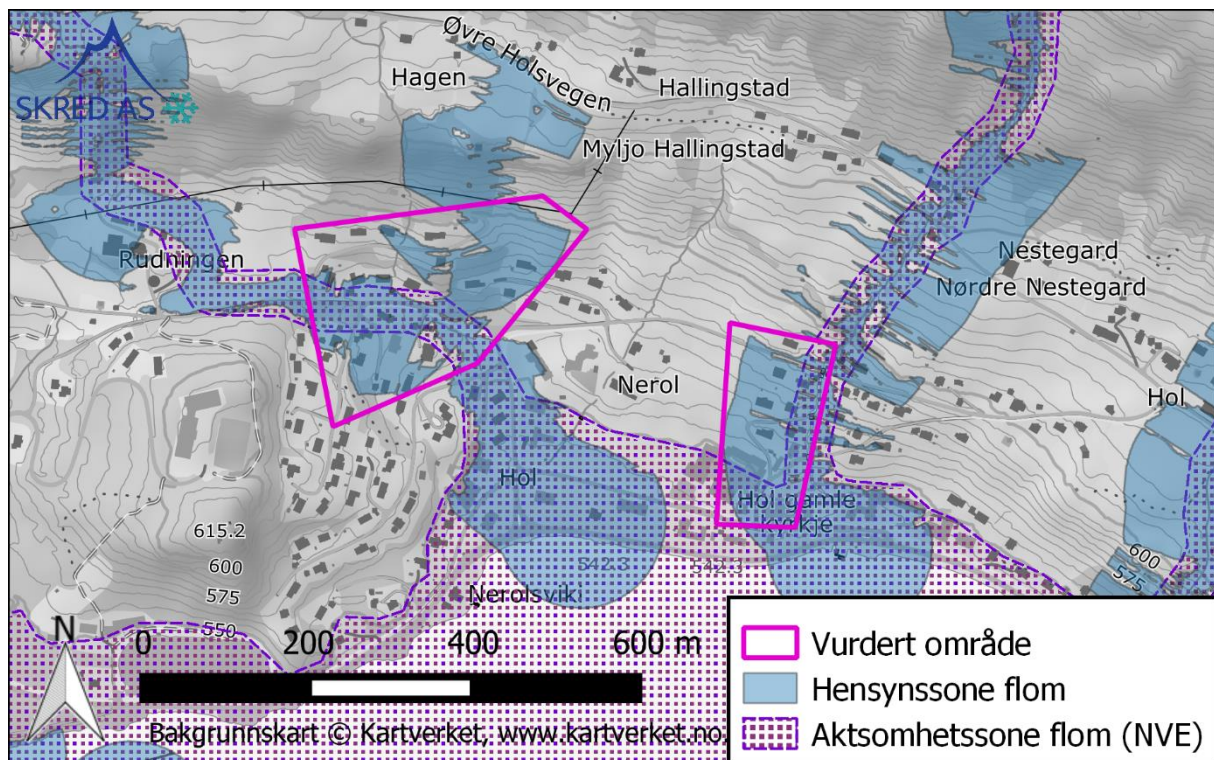 Øvre Holsvegen
Hagen
Hallingstad
SKRED AS
Myljo Hallingstad
Rudningen
Nestegard
Nørdre Nestegard
Nerol
Hol
Hol
Hol gamle
kyrkje
615.2
600
575
550
542.3
542.3
600
575
Nerolsviki
N
0 200 400 600 m
Bakgrunnskart © Kartverket, www.kartverket.no
Vurdert område
Hensynssone flom
Aktsomhetssone flom (NVE)